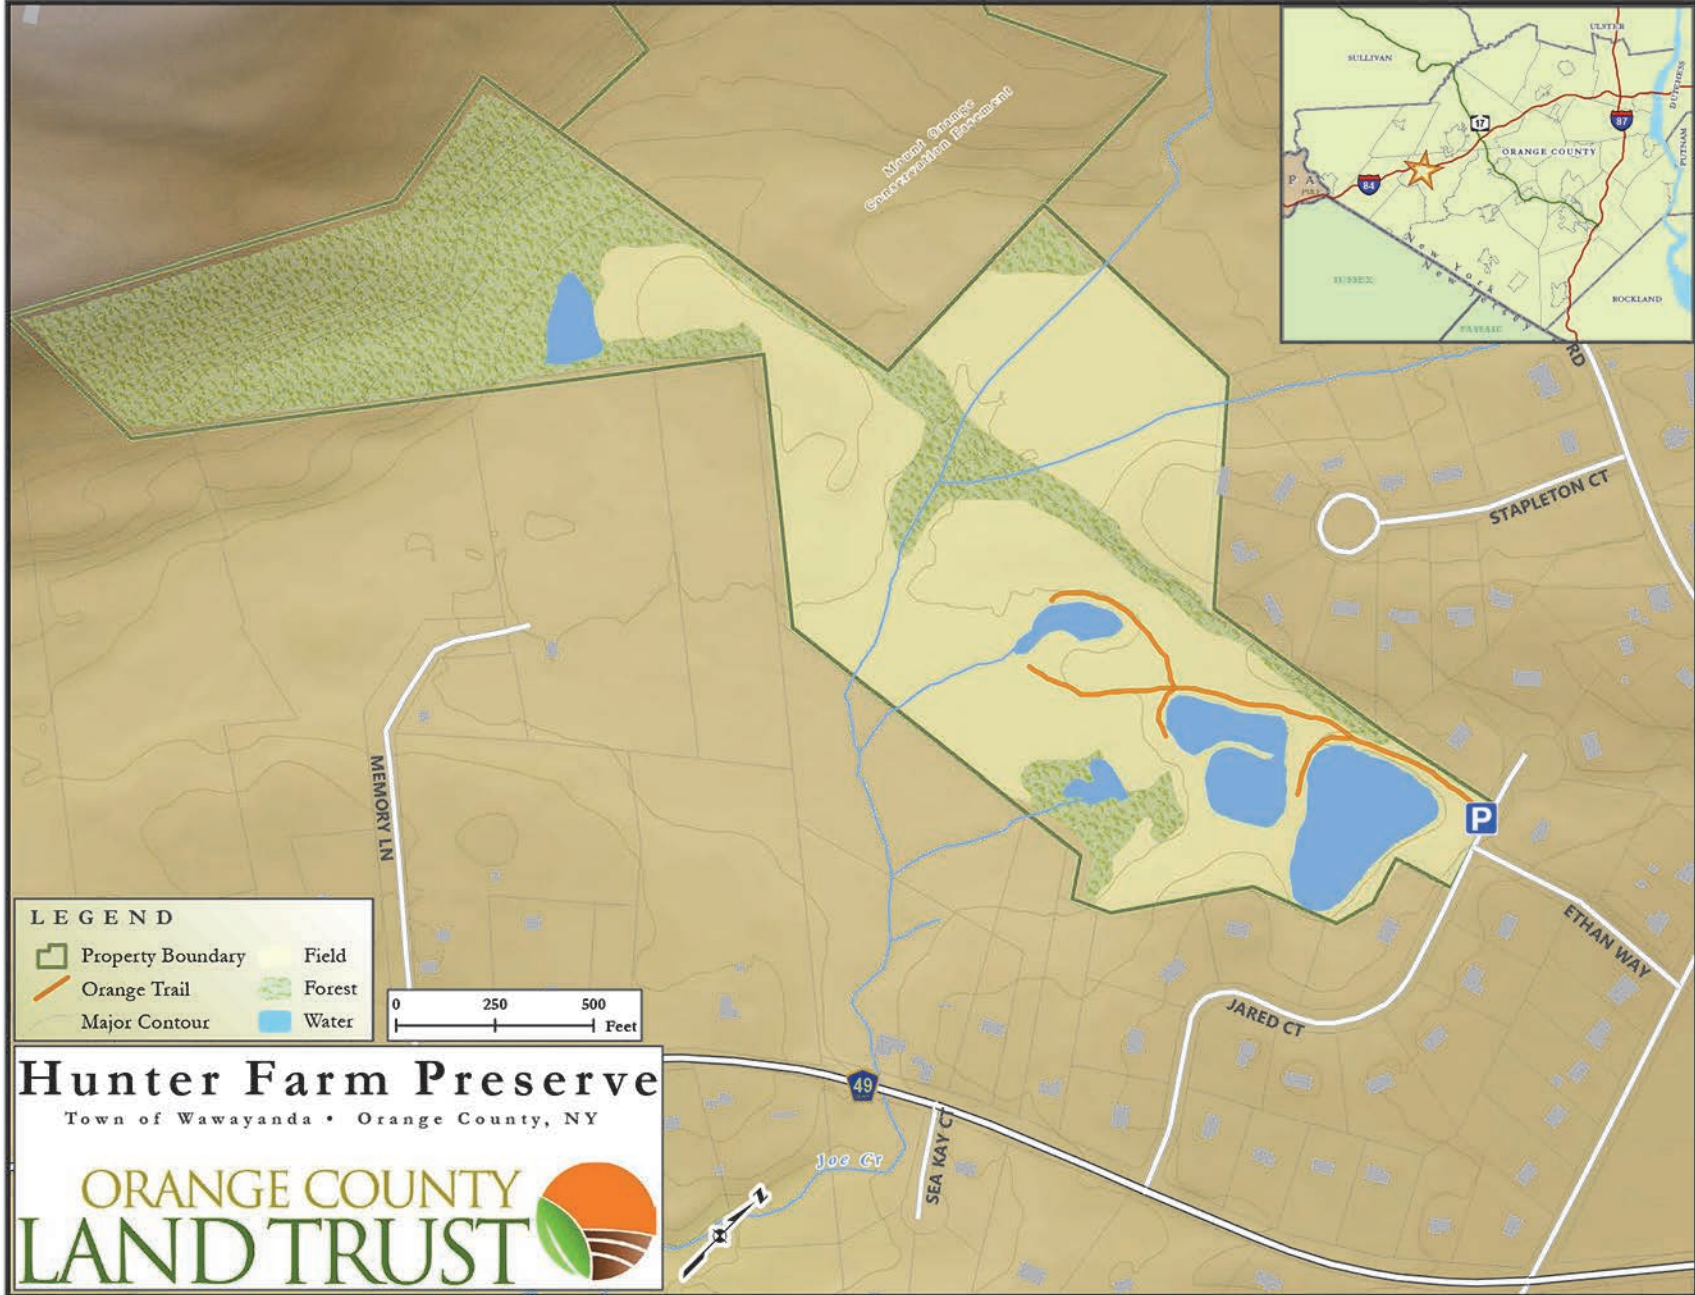 Mount Orange
Conservation Easement
ULSTER
SULLIVAN
DUTCHESS
17
87
ORANGE COUNTY
PUTNAM
P A
PIKE
84
New York
New Jersey
SUSSEX
ROCKLAND
PASSAIC
RD
STAPLETON CT
MEMORY LN
P
ETHAN WAY
JARED CT
LEGEND
Property Boundary
Field
Orange Trail
Forest
Major Contour
Water
0 250 500
Feet
49
SEA KAY CT
Joe Cr
Z
Hunter Farm Preserve
Town of Wawayanda • Orange County, NY
ORANGE COUNTY
LAND TRUST